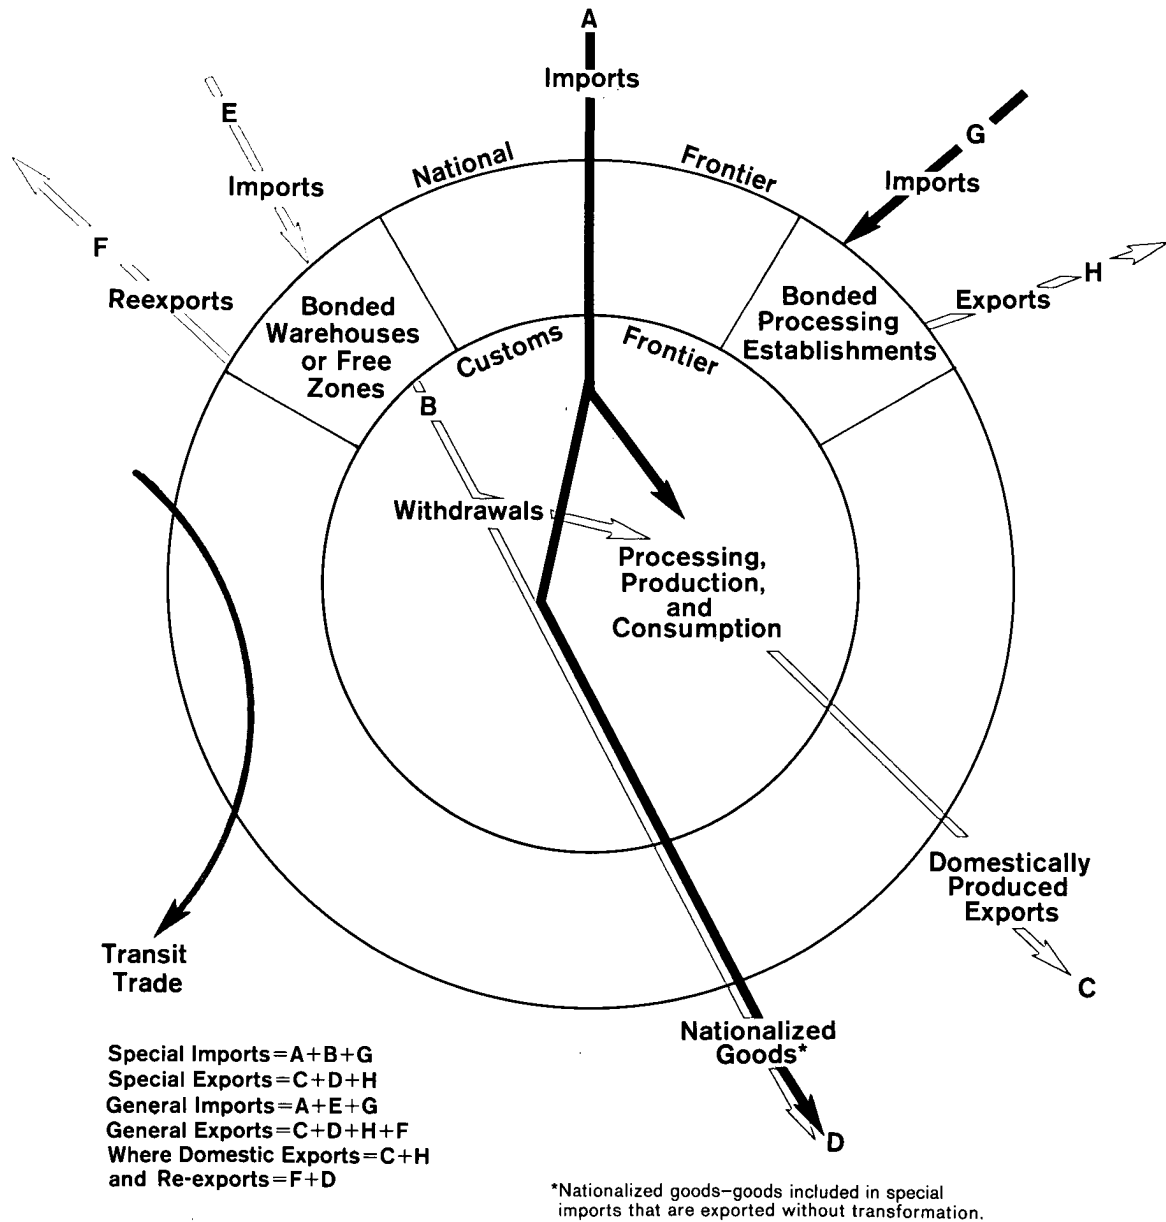 A
Imports
E
Imports
F
Reexports
National
Frontier
G
Imports
H
Exports
Bonded
Warehouses
or Free
Zones
Customs
Frontier
Bonded
Processing
Establishments
B
Withdrawals
Processing,
Production,
and
Consumption
Domestically
Produced
Exports
C
Transit
Trade
Nationalized
Goods*
D
Special Imports=A+B+G
Special Exports=C+D+H
General Imports=A+E+G
General Exports=C+D+H+F
Where Domestic Exports=C+H
and Re-exports=F+D
*Nationalized goods–goods included in special
imports that are exported without transformation.